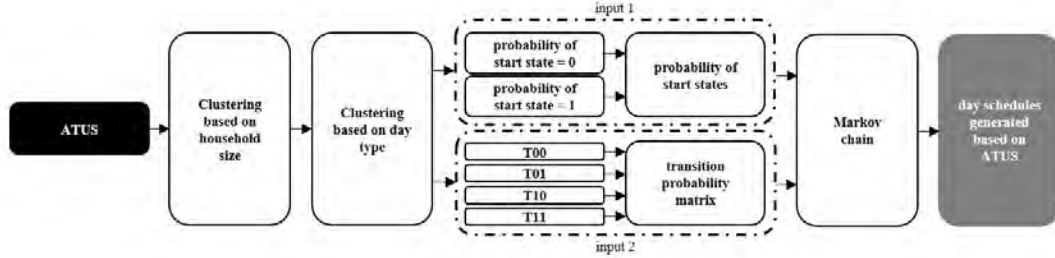 input 1
ATUS
Clustering
based on
household
size
Clustering
based on day
type
probability of
start state = 0
probability of
start state = 1
probability of
start states
T00
T01
T10
T11
transition
probability
matrix
input 2
Markov
chain
day schedules
generated
based on
ATUS